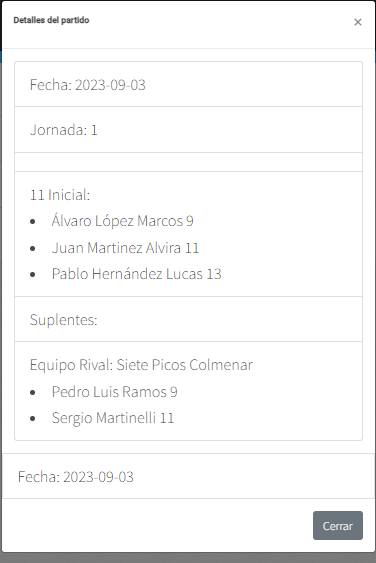 Detalles del partido ×
Fecha: 2023-09-03
Jornada: 1
11 Inicial:
• Álvaro López Marcos 9
• Juan Martinez Alvira 11
• Pablo Hernández Lucas 13
Suplentes:
Equipo Rival: Siete Picos Colmenar
• Pedro Luis Ramos 9
• Sergio Martinelli 11
Fecha: 2023-09-03
Cerrar